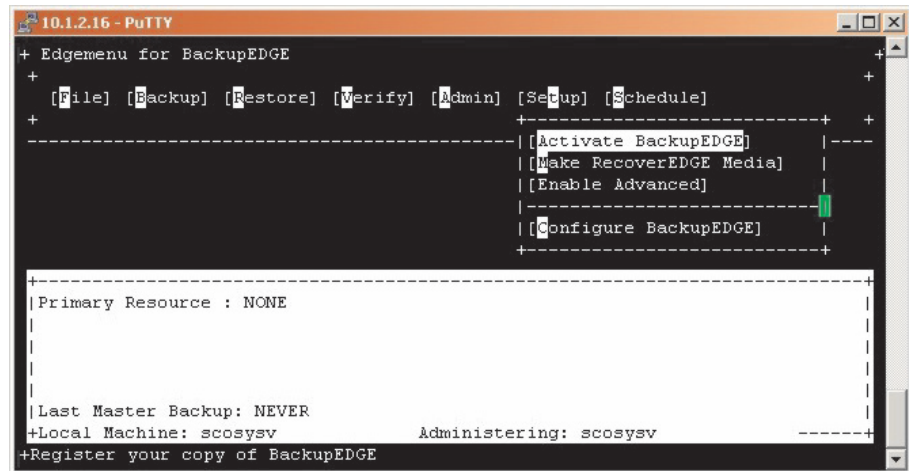 10.1.2.16 - PuTTY
+ Edgemenu for BackupEDGE +
+ +
[File] [Backup] [Restore] [Verify] [Admin] [Setup] [Schedule]
+ +----------------------------+ +
------------------------------------------------|[Activate BackupEDGE] |----
|[Make RecoverEDGE Media] |
|[Enable Advanced] |
|----------------------------|
|[Configure BackupEDGE] |
+----------------------------+
+-----------------------------------------------------------------------------------+
|Primary Resource : NONE |
| |
| |
| |
| |
|Last Master Backup: NEVER |
+Local Machine: scosysv Administering: scosysv ------+
+Register your copy of BackupEDGE